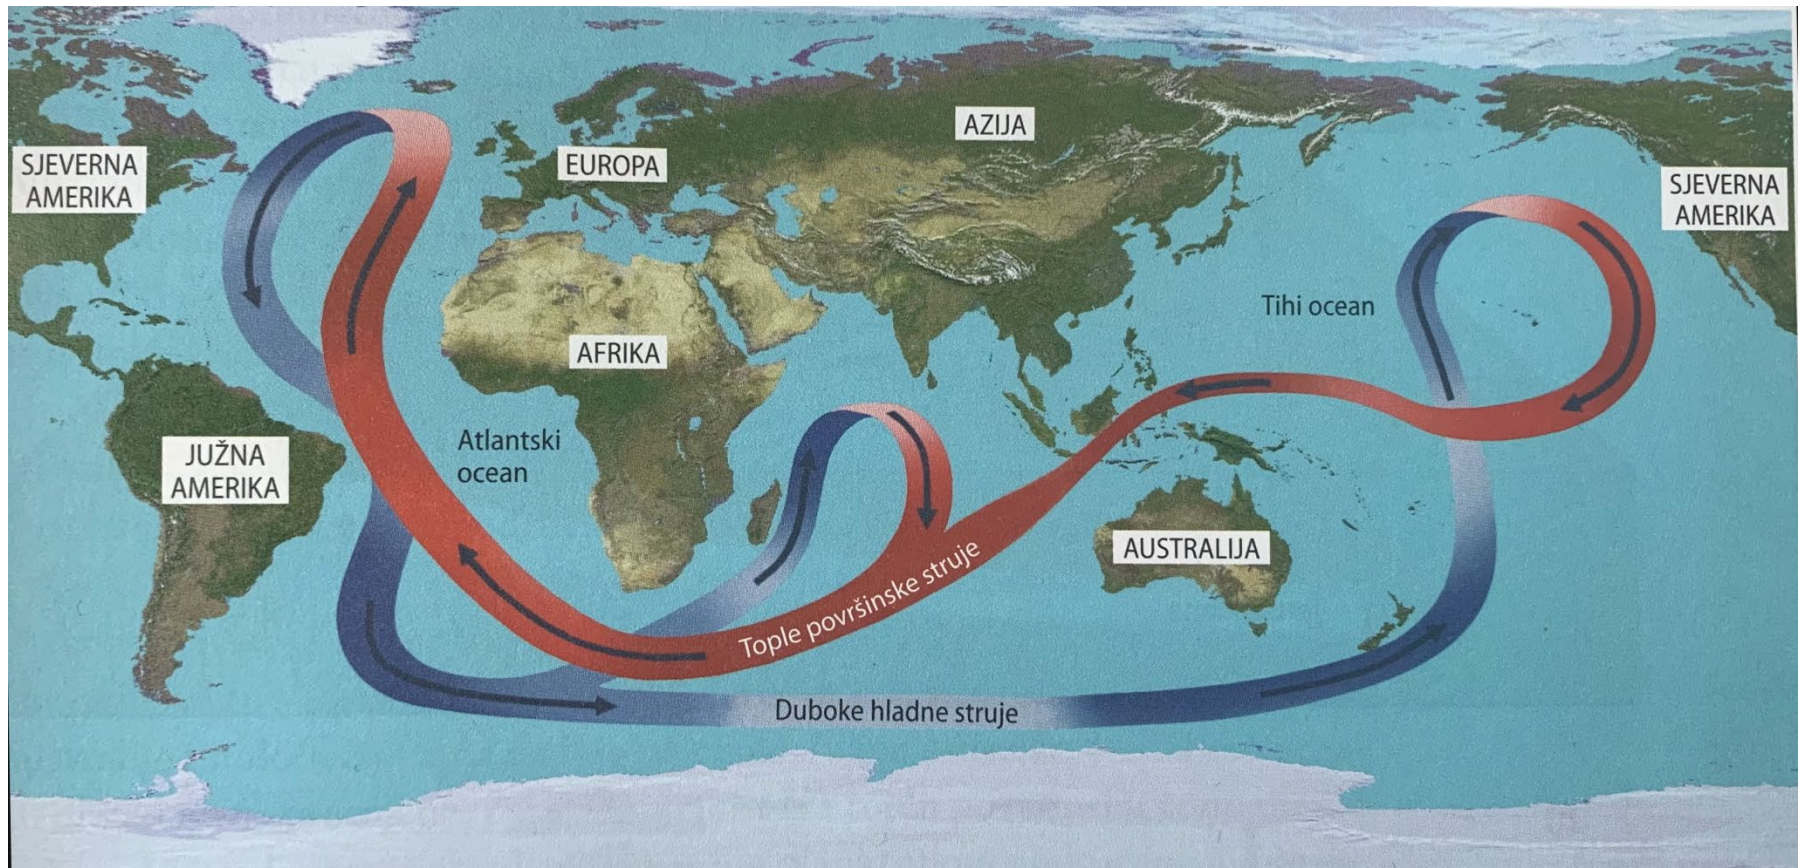 AZIJA
EUROPA
SJEVERNA
AMERIKA
SJEVERNA
AMERIKA
Tihi ocean
AFRIKA
Atlantski
ocean
JUŽNA
AMERIKA
AUSTRALIJA
Tople površinske struje
Duboke hladne struje